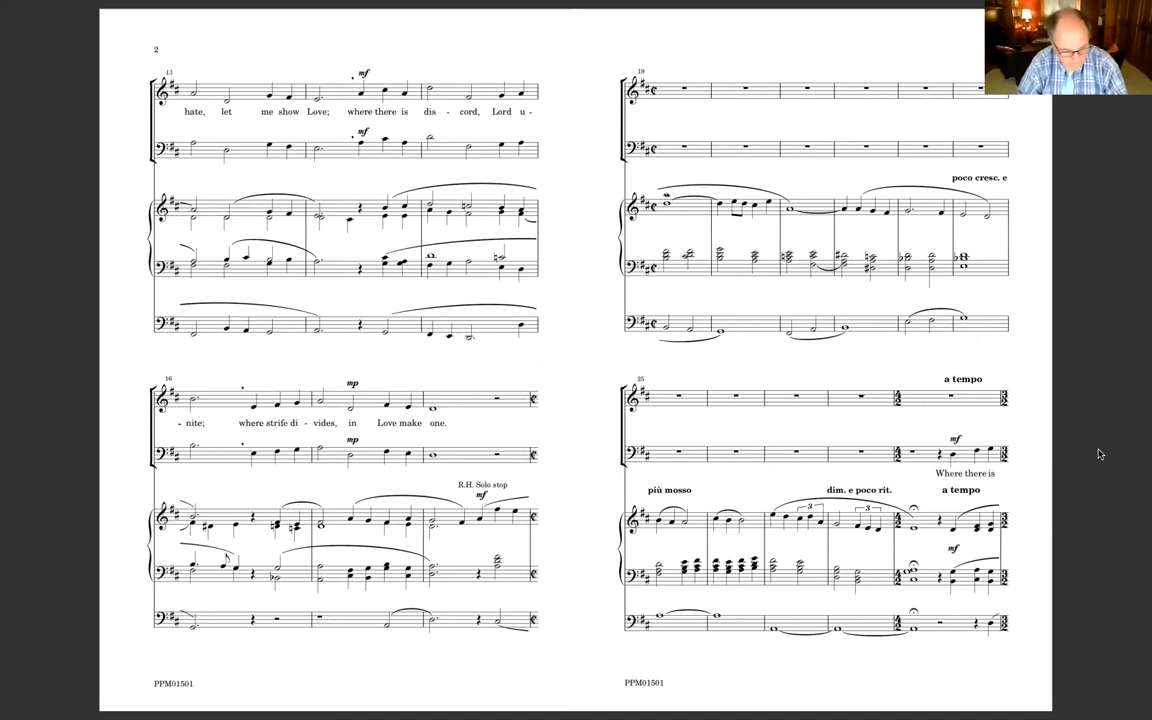 2
13
mf
hate, let me show Love; where there is dis - cord, Lord u -
mf
16
mp
- nite; where strife di - vides, in Love make one.
mp
R.H. Solo stop
mf
PPM01501
19
poco cresc. e
25
a tempo
mf
Where there is
più mosso
dim. e poco rit.
a tempo
3
3
mf
PPM01501